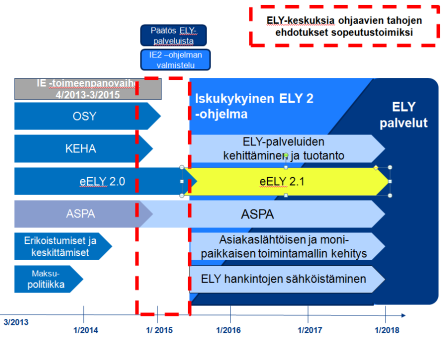 Päätös ELY-
palveluista
IE2 –ohjelman
valmistelu
ELY-keskuksia ohjaavien tahojen
ehdotukset sopeutustoimiksi
IE -toimeenpanovaih
4/2013-3/2015
Iskukykyinen ELY 2
-ohjelma
ELY
palvelut
OSY
KEHA
ELY-palveluiden
kehittäminen ja tuotanto
eELY 2.0
eELY 2.1
ASPA
ASPA
Erikoistumiset ja
keskittämiset
Asiakaslähtöisen ja moni-
paikkaisen toimintamallin kehitys
Maksu-
politiikka
ELY hankintojen sähköistäminen
3/2013
1/2014
1/ 2015
1/2016
1/2017
1/2018